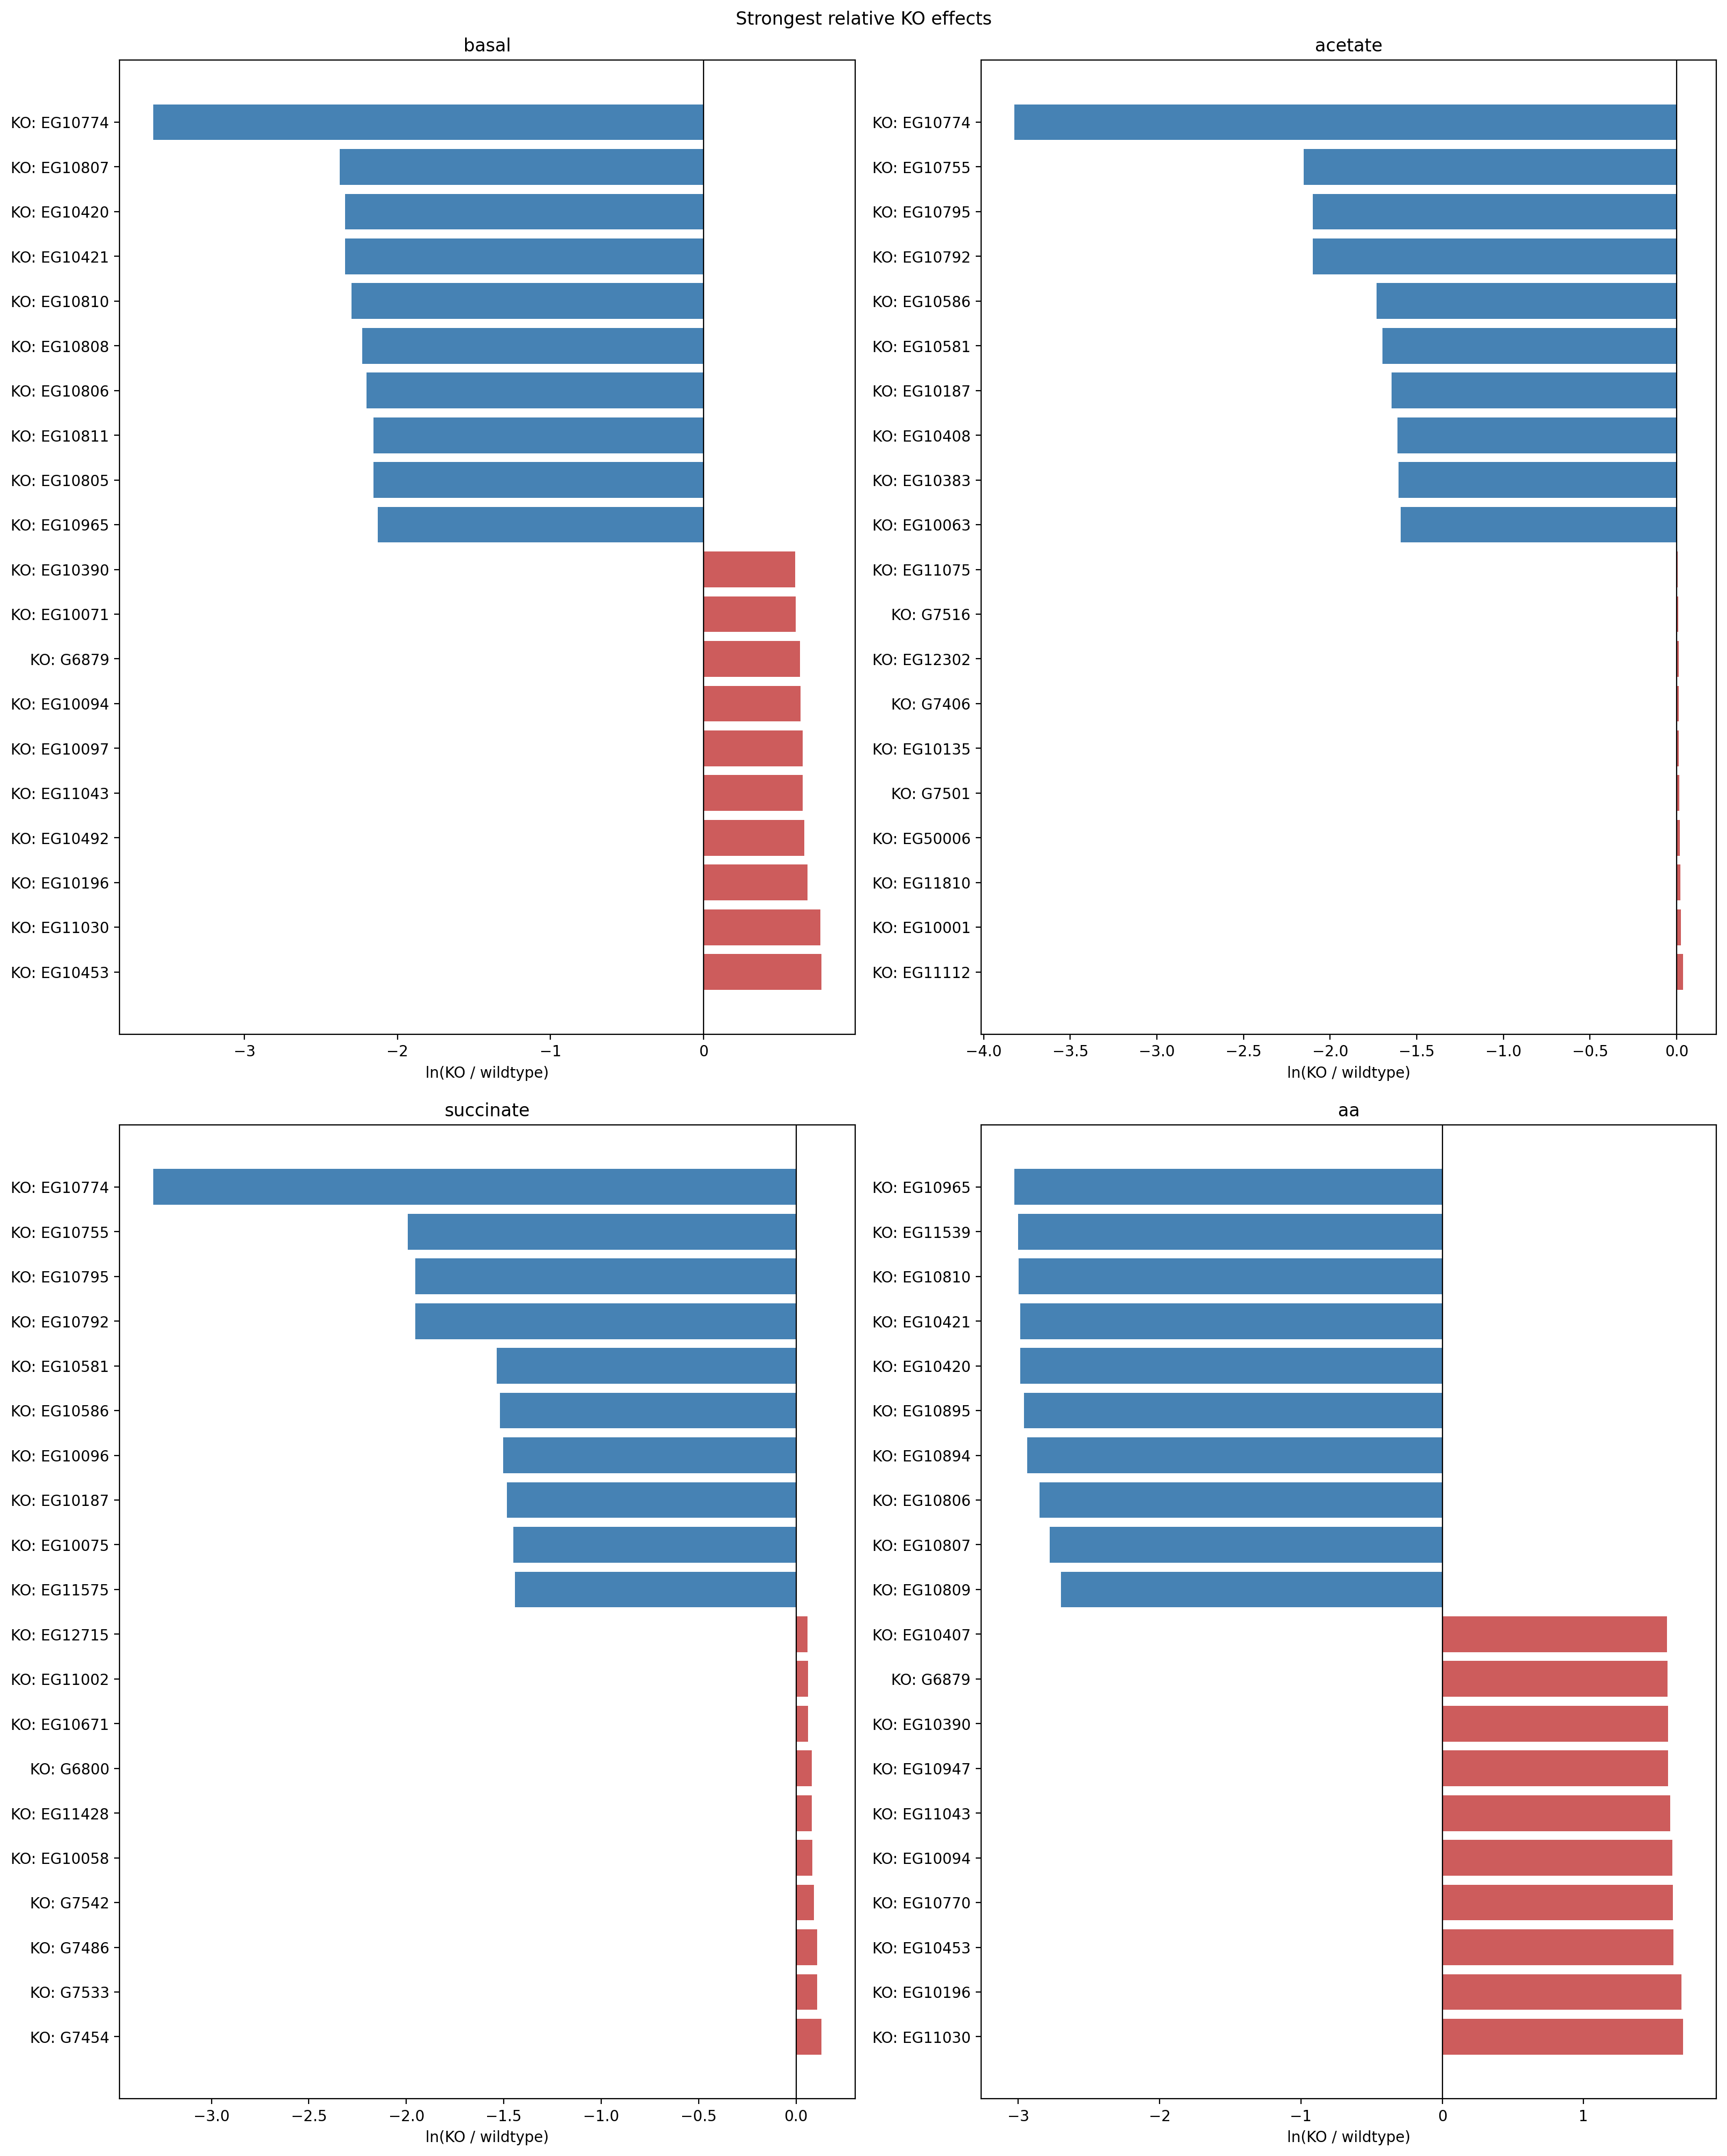 Strongest relative KO effects
basal
KO: EG10774
KO: EG10807
KO: EG10420
KO: EG10421
KO: EG10810
KO: EG10808
KO: EG10806
KO: EG10811
KO: EG10805
KO: EG10965
KO: EG10390
KO: EG10071
KO: G6879
KO: EG10094
KO: EG10097
KO: EG11043
KO: EG10492
KO: EG10196
KO: EG11030
KO: EG10453
−3 −2 −1 0
ln(KO / wildtype)
acetate
KO: EG10774
KO: EG10755
KO: EG10795
KO: EG10792
KO: EG10586
KO: EG10581
KO: EG10187
KO: EG10408
KO: EG10383
KO: EG10063
KO: EG11075
KO: G7516
KO: EG12302
KO: G7406
KO: EG10135
KO: G7501
KO: EG50006
KO: EG11810
KO: EG10001
KO: EG11112
−4.0 −3.5 −3.0 −2.5 −2.0 −1.5 −1.0 −0.5 0.0
ln(KO / wildtype)
succinate
KO: EG10774
KO: EG10755
KO: EG10795
KO: EG10792
KO: EG10581
KO: EG10586
KO: EG10096
KO: EG10187
KO: EG10075
KO: EG11575
KO: EG12715
KO: EG11002
KO: EG10671
KO: G6800
KO: EG11428
KO: EG10058
KO: G7542
KO: G7486
KO: G7533
KO: G7454
−3.0 −2.5 −2.0 −1.5 −1.0 −0.5 0.0
ln(KO / wildtype)
aa
KO: EG10965
KO: EG11539
KO: EG10810
KO: EG10421
KO: EG10420
KO: EG10895
KO: EG10894
KO: EG10806
KO: EG10807
KO: EG10809
KO: EG10407
KO: G6879
KO: EG10390
KO: EG10947
KO: EG11043
KO: EG10094
KO: EG10770
KO: EG10453
KO: EG10196
KO: EG11030
−3 −2 −1 0 1
ln(KO / wildtype)